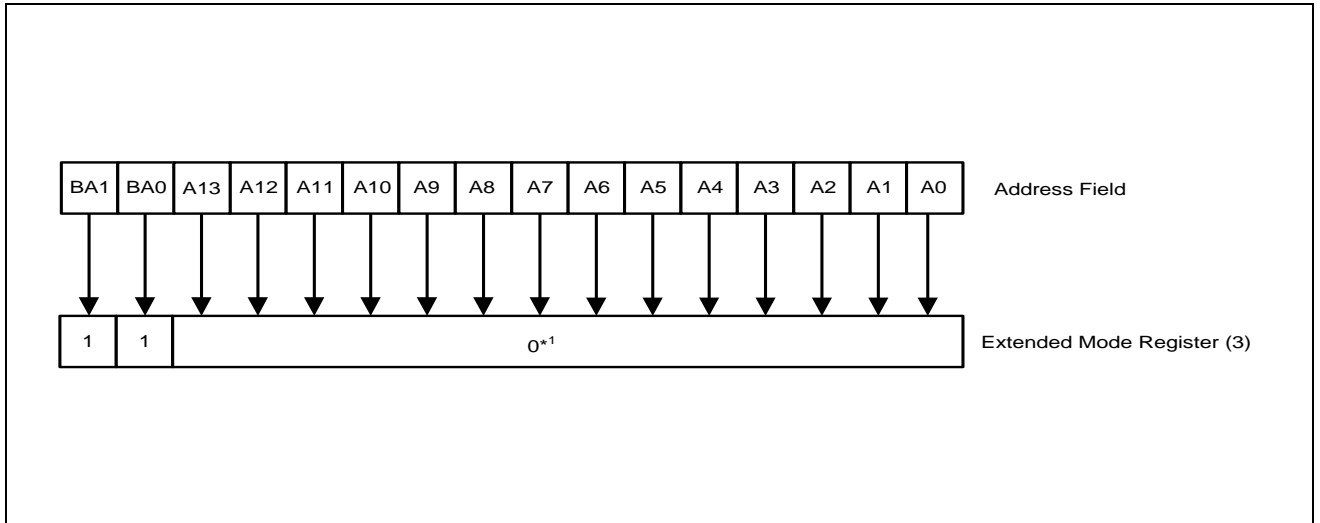 BA1 BA0 A13 A12 A11 A10 A9 A8 A7 A6 A5 A4 A3 A2 A1 A0 Address Field
1 1 0*1 Extended Mode Register (3)